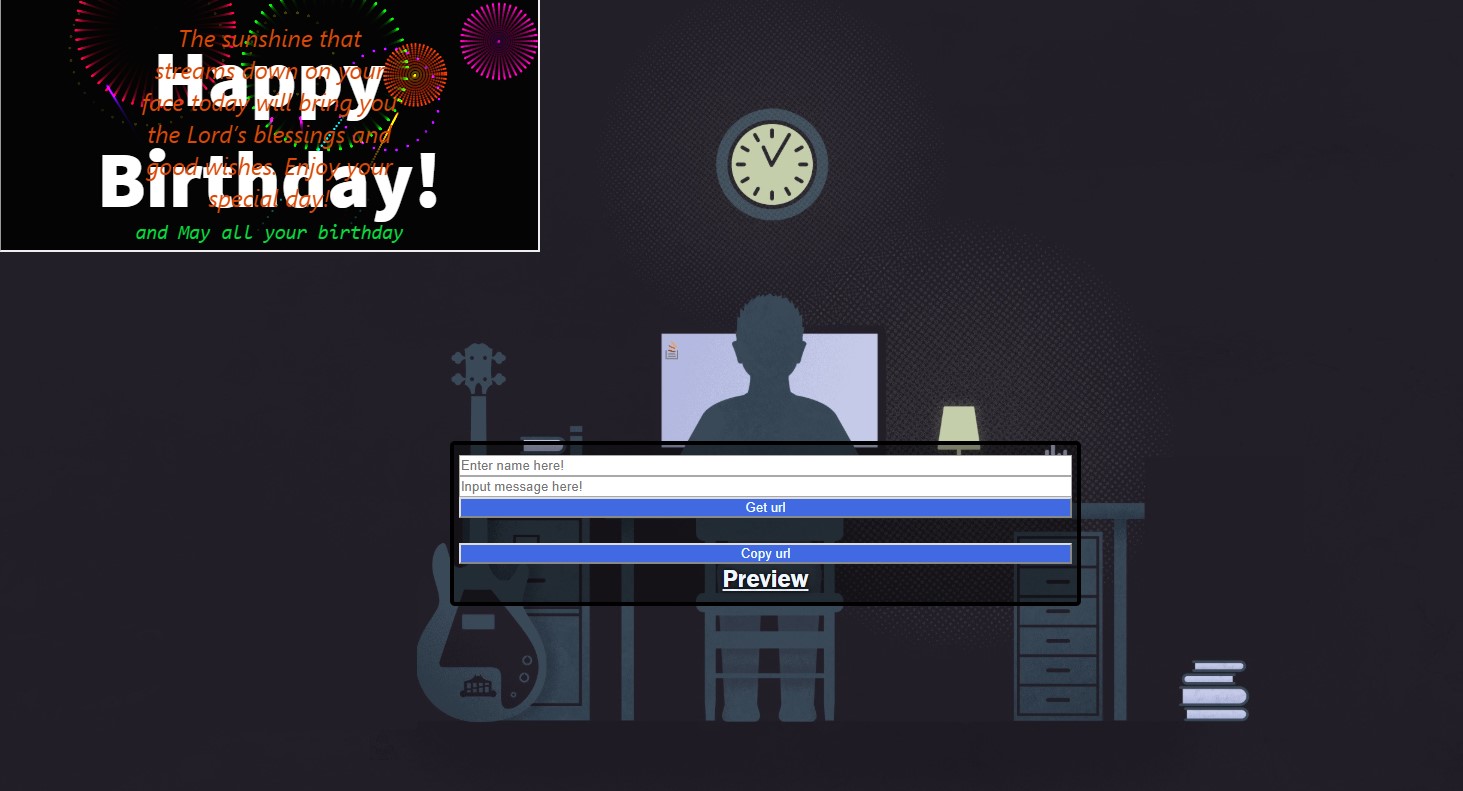 The sunshine that
streams down on your
Happy
face today will bring you
the Lord's blessings and
good wishes. Enjoy your
Birthday!
special day!
and May all your birthday
Enter name here!
Input message here!
Get url
Copy url
Preview